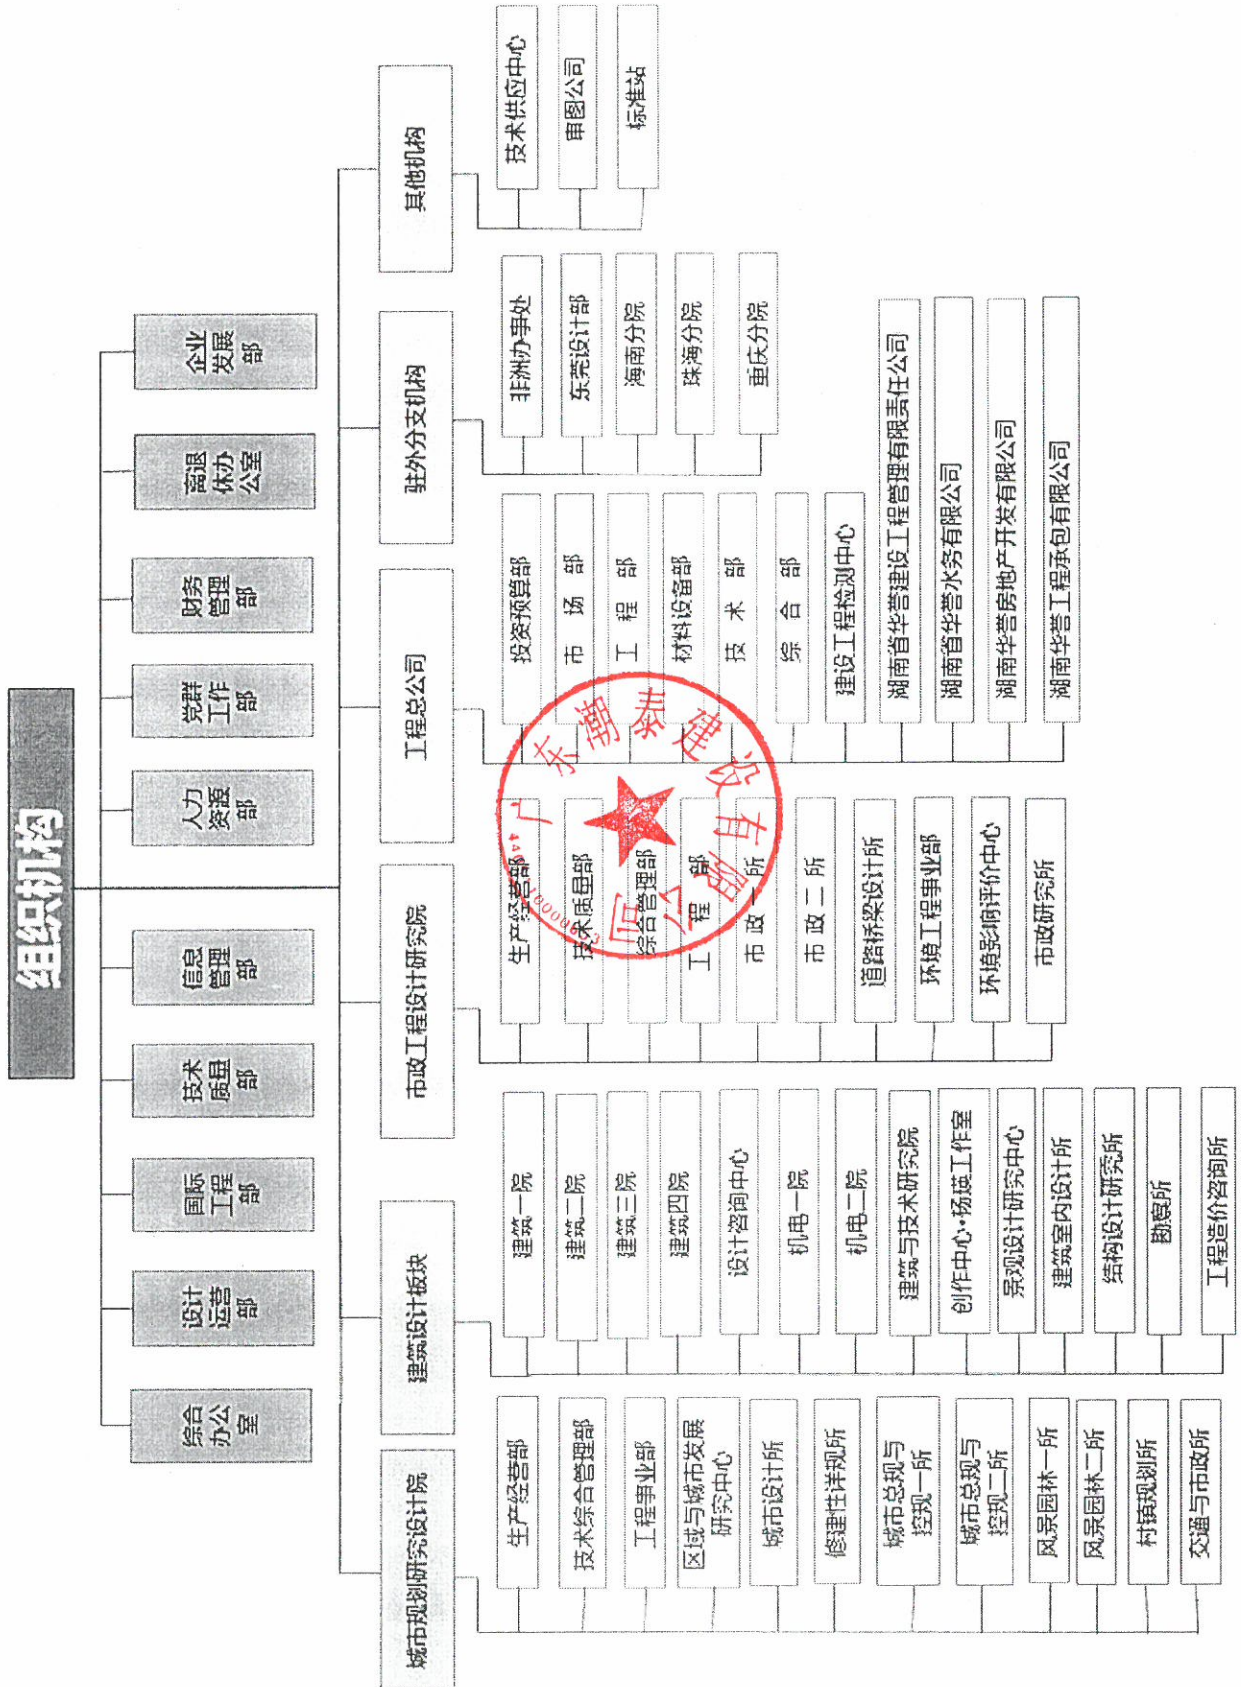 组织机构
综合
办公
室
设计
运营
部
国际
工程
部
技术
质量
部
信息
管理
部
人力
资源
部
党群
工作
部
财务
管理
部
离退
休办
公室
企业
发展
部
城市规划研究设计院
建筑设计板块
市政工程设计研究院
工程总公司
驻外分支机构
其他机构
生产经营部
技术综合管理部
工程事业部
区域与城市发展
研究中心
城市设计所
修建性详规所
城市总规与
控规一所
城市总规与
控规二所
风景园林一所
风景园林二所
村镇规划所
交通与市政所
建筑一院
建筑二院
建筑三院
建筑四院
设计咨询中心
机电一院
机电二院
建筑与技术研究院
创作中心·杨瑛工作室
景观设计研究中心
建筑室内设计所
结构设计研究所
勘察所
工程造价咨询所
生产经营部
技术质量部
综合管理部
工程部
市政一所
市政二所
道路桥梁设计所
环境工程事业部
环境影响评价中心
市政研究所
投资预算部
市场部
工程部
材料设备部
技术部
综合部
建设工程检测中心
湖南省华誉建设工程管理有限责任公司
湖南省华誉水务有限公司
湖南华誉房地产开发有限公司
湖南华誉工程承包有限公司
非洲办事处
东莞设计部
海南分院
珠海分院
重庆分院
技术供应中心
审图公司
标准站
广东潮泰建设有限公司